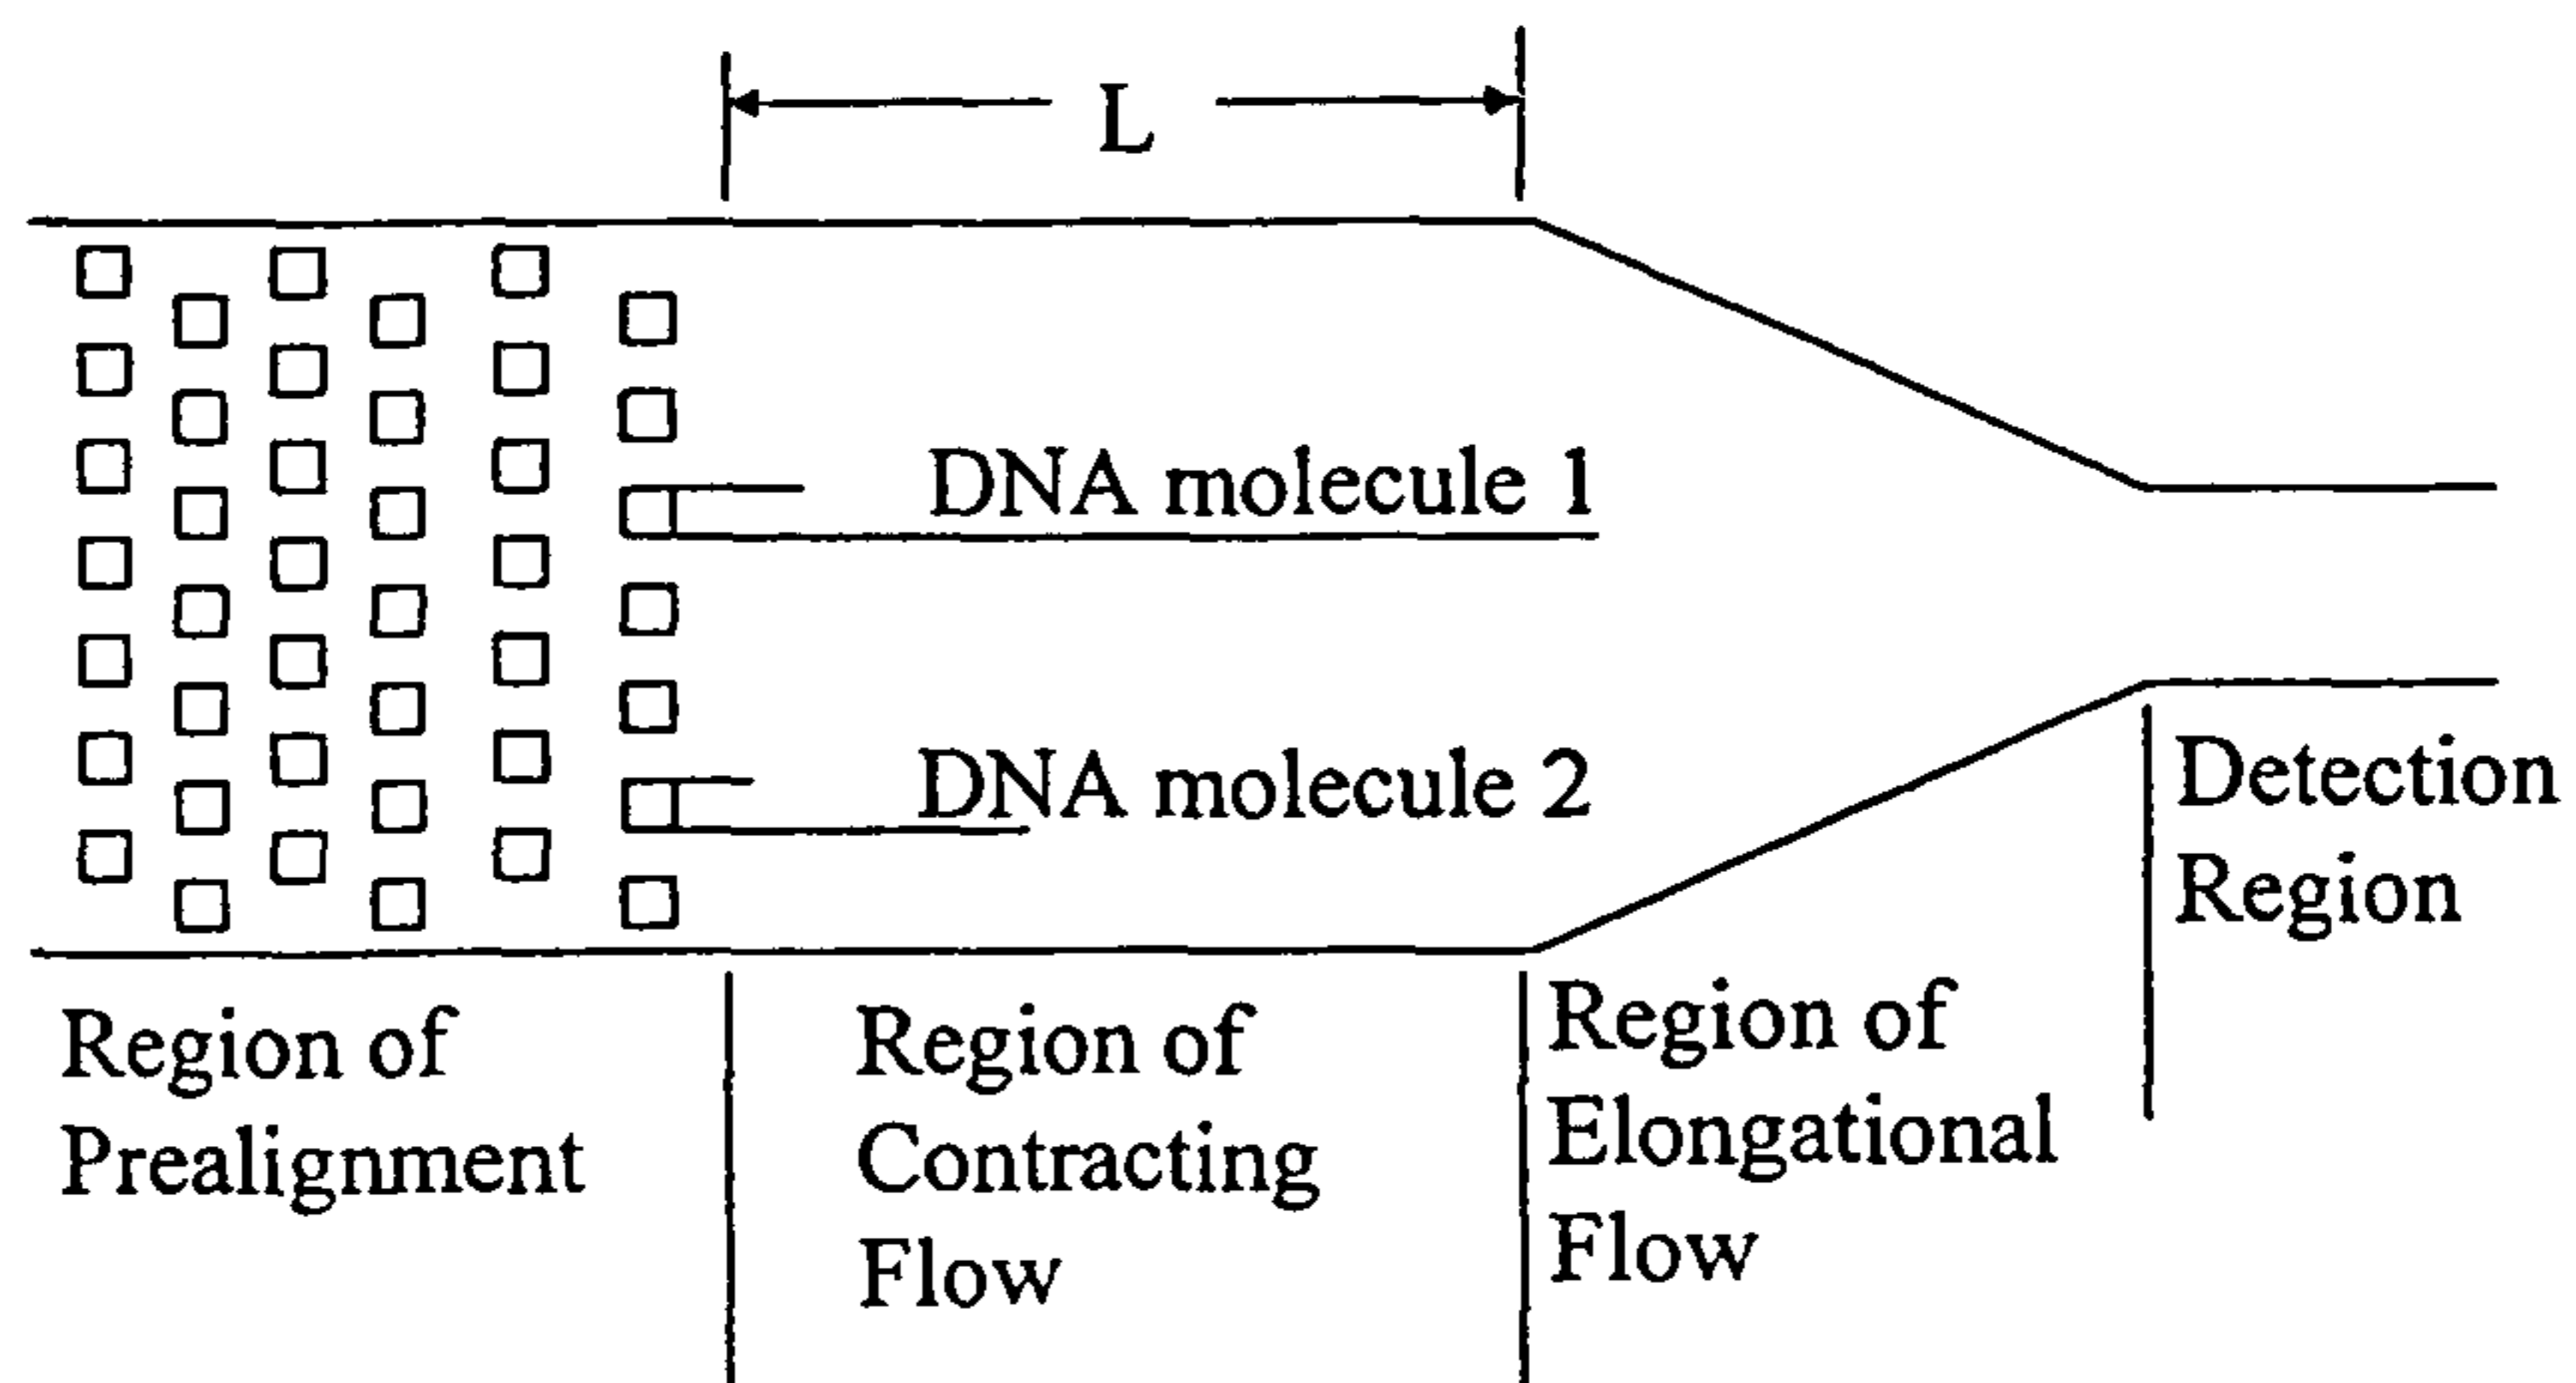 L
DNA molecule 1
DNA molecule 2
Detection
Region
Region of
Prealignment
Region of
Contracting
Flow
Region of
Elongational
Flow